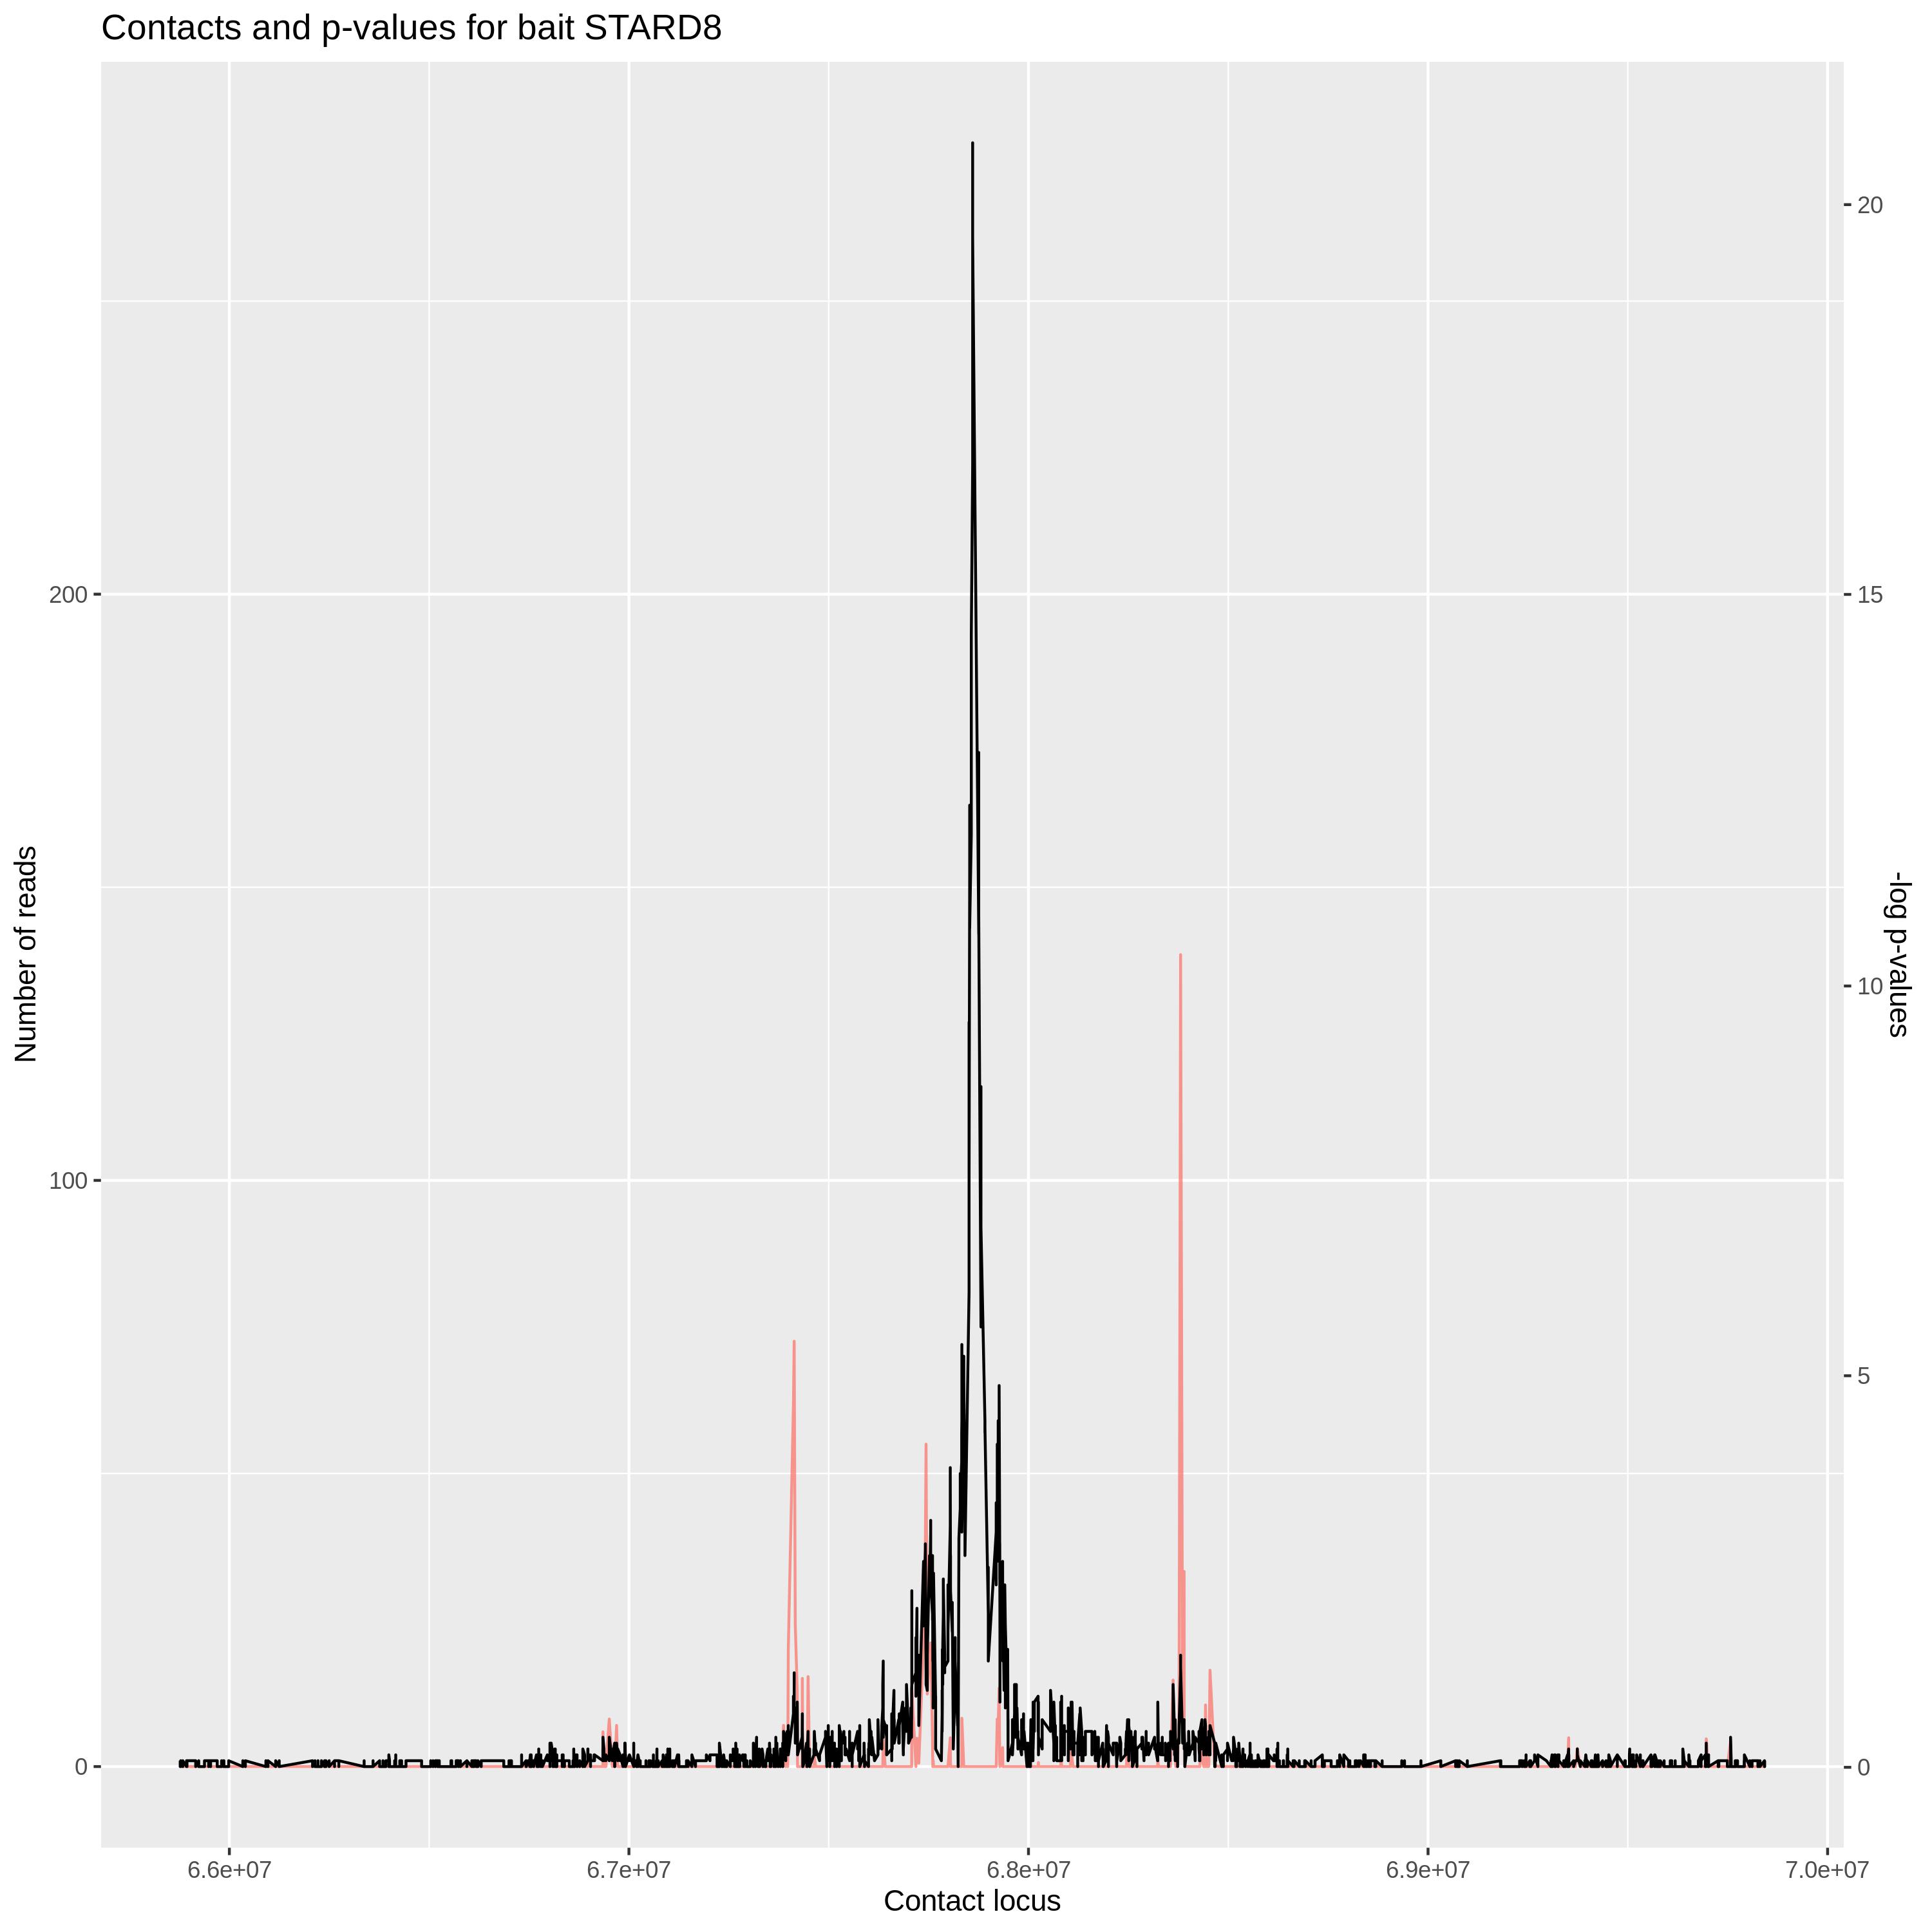 Contacts and p-values for bait STARD8
Number of reads
200
100
0
20
15
10
5
0
-log p-values
6.6e+07 6.7e+07 6.8e+07 6.9e+07 7.0e+07
Contact locus